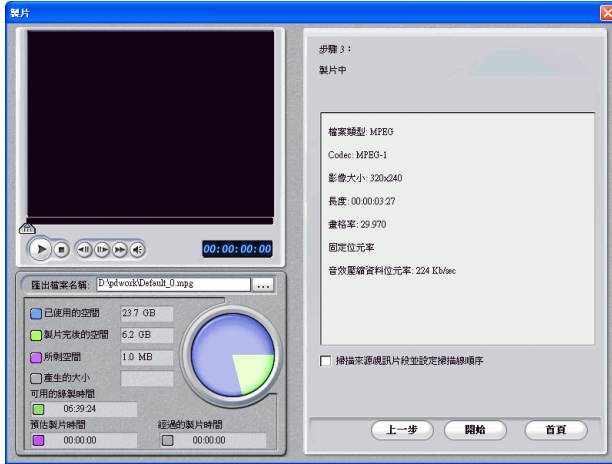 製片
步驟 3：
製片中
檔案類型: MPEG
Codec: MPEG-1
影像大小: 320x240
長度: 00:00:03:27
畫格率: 29.970
固定位元率
音效壓縮資料位元率: 224 Kb/sec
掃描來源視訊片段並設定掃描線順序
上一步
開始
首頁
00:00:00:00
匯出檔案名稱: D:\pdwork\Default_0.mpg ...
已使用的空間 23.7 GB
製片完後的空間 6.2 GB
所剩空間 1.0 MB
產生的大小
可用的錄製時間
06:39:24
預估製片時間 經過的製片時間
00:00:00 00:00:00